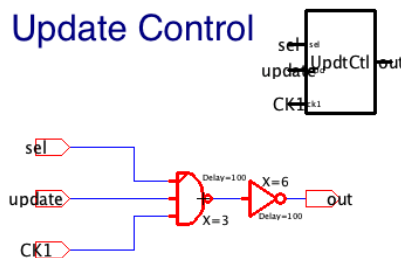 Update Control
sel
sel
update
UpdtCtl
out
CK1
ck1
sel
Delay=100
X=6
update
out
X=3
Delay=100
CK1